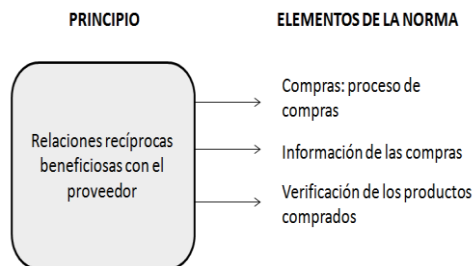 PRINCIPIO
ELEMENTOS DE LA NORMA
Relaciones recíprocas
beneficiosas con el
proveedor
Compras: proceso de
compras
Información de las compras
Verificación de los productos
comprados